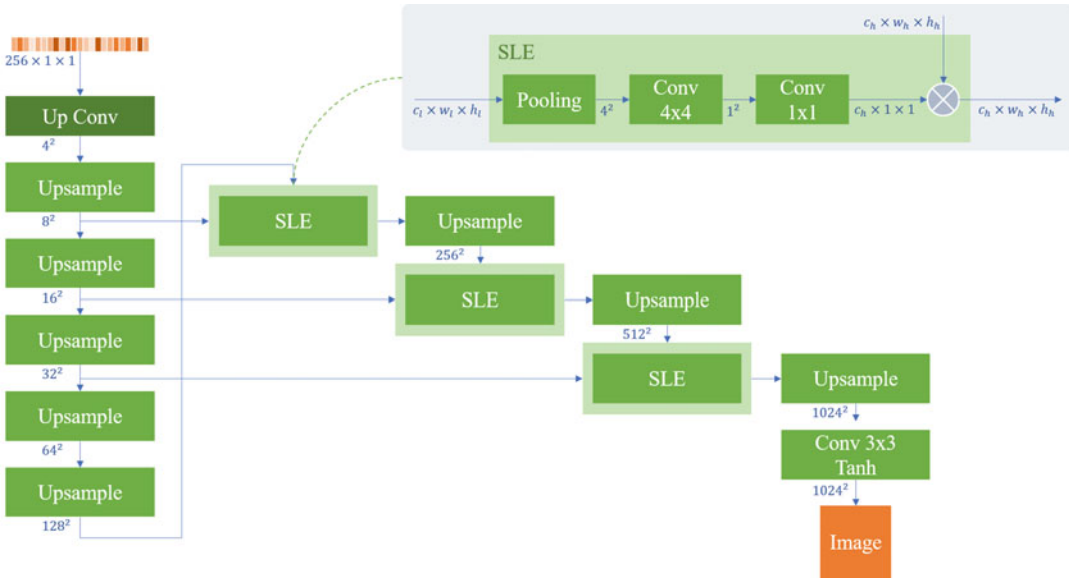 256 × 1 × 1
Up Conv
4²
Upsample
8²
Upsample
16²
Upsample
32²
Upsample
64²
Upsample
128²
SLE
c_l × w_l × h_l
Pooling
4²
Conv
4x4
1²
Conv
1x1
c_h × 1 × 1
c_h × w_h × h_h
c_h × w_h × h_h
SLE
Upsample
256²
SLE
Upsample
512²
SLE
Upsample
1024²
Conv 3x3
Tanh
1024²
Image